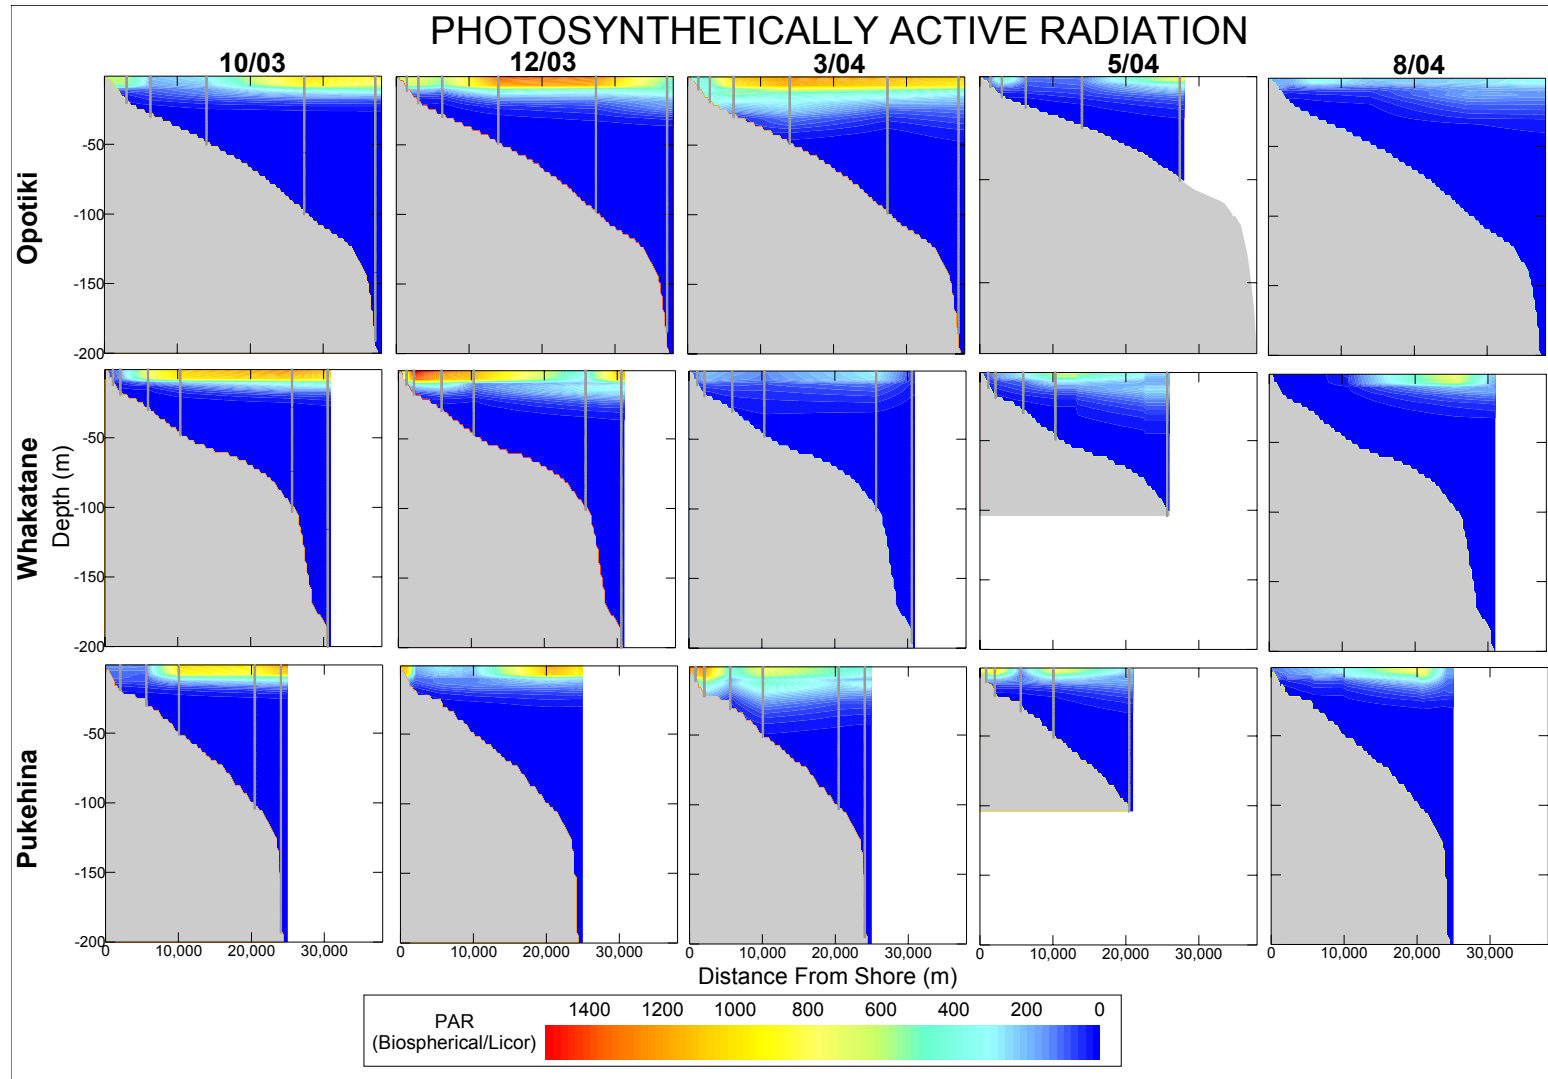 PHOTOSYNTHETICALLY ACTIVE RADIATION
10/03 12/03 3/04 5/04 8/04
Opotiki
-50
-100
-150
-200
Whakatane
Depth (m)
0
-50
-100
-150
-200
Pukehina
-50
-100
-150
-200
0 10,000 20,000 30,000 0 10,000 20,000 30,000 0 10,000 20,000 30,000 10,000 20,000 30,000 0 10,000 20,000 30,000
Distance From Shore (m)
PAR
(Biospherical/Licor)
1400 1200 1000 800 600 400 200 0